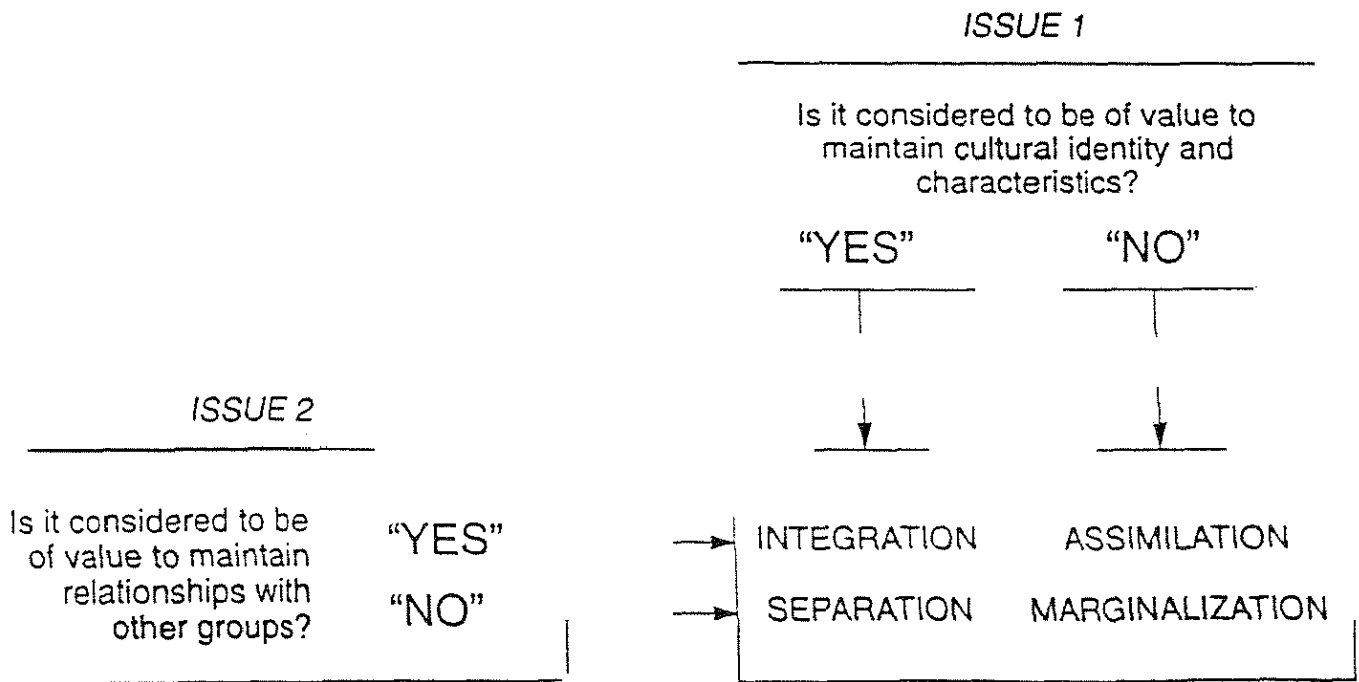 ISSUE 1
Is it considered to be of value to
maintain cultural identity and
characteristics?
“YES” “NO”
ISSUE 2
Is it considered to be
of value to maintain
relationships with
other groups?
“YES”
“NO”
INTEGRATION ASSIMILATION
SEPARATION MARGINALIZATION